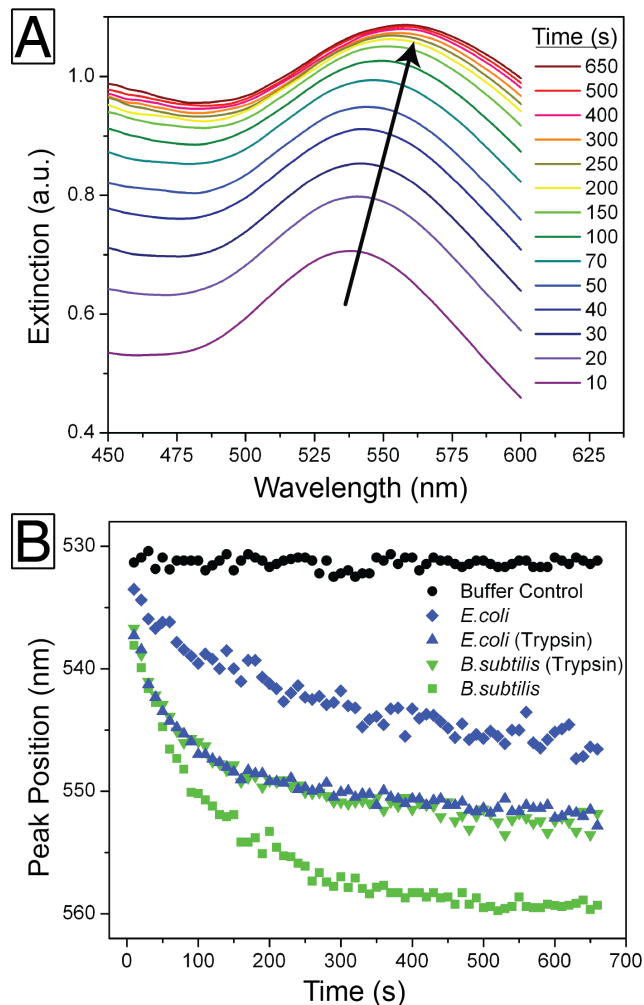 A
Time (s)
650
500
400
300
250
200
150
100
70
50
40
30
20
10
1.0
0.8
0.6
0.4
Extinction (a.u.)
450 475 500 525 550 575 600 625
Wavelength (nm)
B
530
540
550
560
Peak Position (nm)
Buffer Control
E.coli
E.coli (Trypsin)
B.subtilis (Trypsin)
B.subtilis
0 100 200 300 400 500 600 700
Time (s)